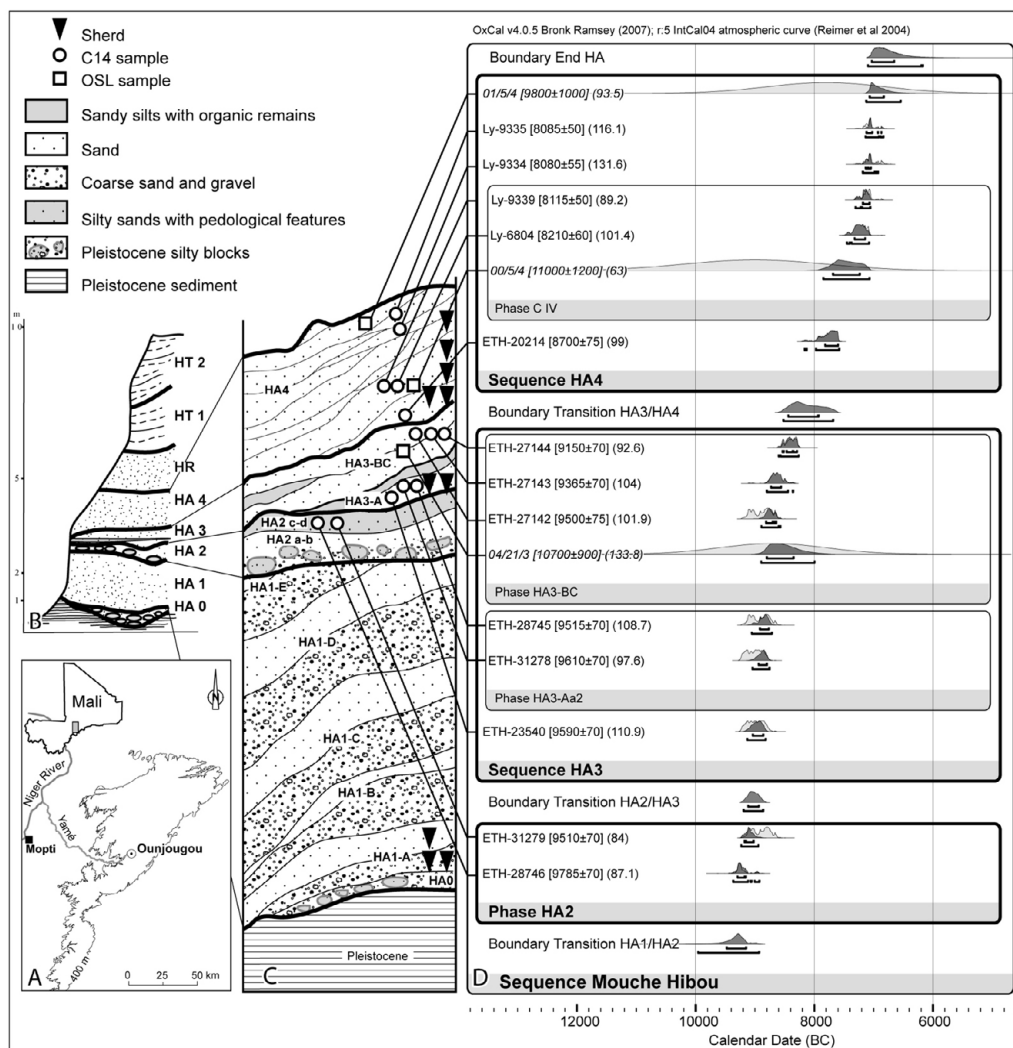 Sherd
C14 sample
OSL sample
Sandy silts with organic remains
Sand
Coarse sand and gravel
Silty sands with pedological features
Pleistocene silty blocks
Pleistocene sediment
m
10
5
2
1
HT 2
HT 1
HR
HA 4
HA 3
HA 2
HA 1
HA 0
B
Mali
N
Niger River
Yamé
Mopti
Ounjougou
400 m
A
0 25 50 km
HA4
HA3-BC
HA3-A
HA2 c-d
HA2 a-b
HA1-E
HA1-D
HA1-C
HA1-B
HA1-A
HA0
Pleistocene
C
OxCal v4.0.5 Bronk Ramsey (2007); r:5 IntCal04 atmospheric curve (Reimer et al 2004)
Boundary End HA
01/5/4 [9800±1000] (93.5)
Ly-9335 [8085±50] (116.1)
Ly-9334 [8080±55] (131.6)
Ly-9339 [8115±50] (89.2)
Ly-6804 [8210±60] (101.4)
00/5/4 [11000±1200] (63)
Phase C IV
ETH-20214 [8700±75] (99)
Sequence HA4
Boundary Transition HA3/HA4
ETH-27144 [9150±70] (92.6)
ETH-27143 [9365±70] (104)
ETH-27142 [9500±75] (101.9)
04/21/3 [10700±900] (133.8)
Phase HA3-BC
ETH-28745 [9515±70] (108.7)
ETH-31278 [9610±70] (97.6)
Phase HA3-Aa2
ETH-23540 [9590±70] (110.9)
Sequence HA3
Boundary Transition HA2/HA3
ETH-31279 [9510±70] (84)
ETH-28746 [9785±70] (87.1)
Phase HA2
Boundary Transition HA1/HA2
D
Sequence Mouche Hibou
12000 10000 8000 6000
Calendar Date (BC)